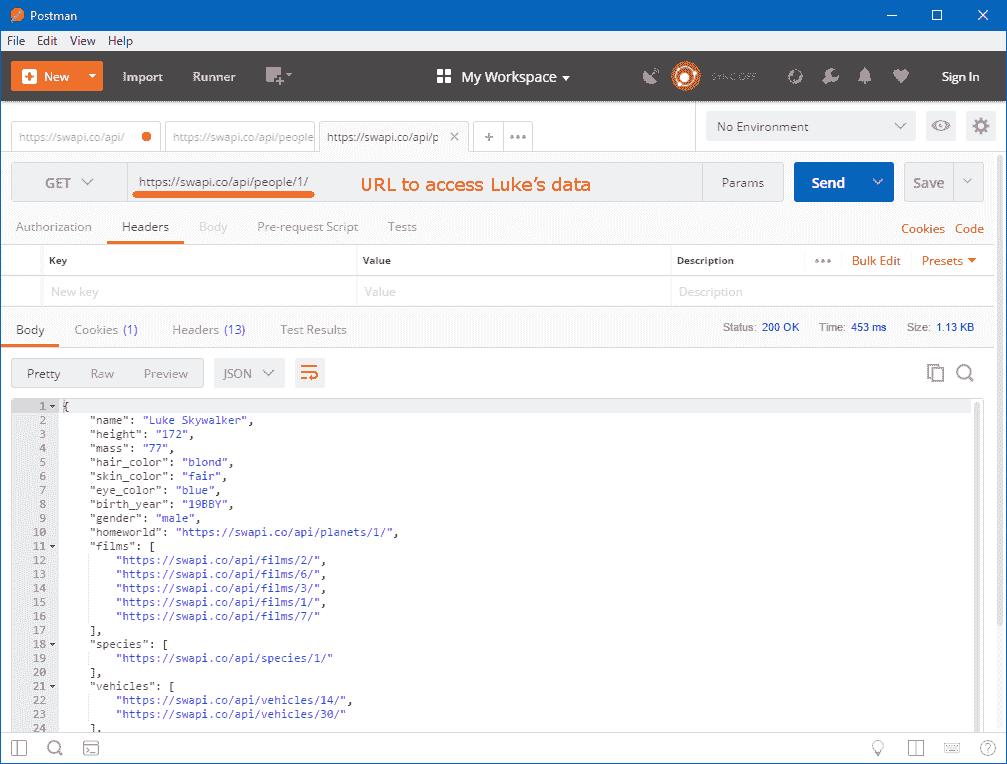 Postman
File Edit View Help
New Import Runner My Workspace SYNC OFF Sign In
https://swapi.co/api/ https://swapi.co/api/people https://swapi.co/api/p No Environment
GET https://swapi.co/api/people/1/ URL to access Luke's data Params Send Save
Authorization Headers Body Pre-request Script Tests Cookies Code
Key Value Description Bulk Edit Presets
New key Value Description
Body Cookies (1) Headers (13) Test Results Status: 200 OK Time: 453 ms Size: 1.13 KB
Pretty Raw Preview JSON
1 {
2 "name": "Luke Skywalker",
3 "height": "172",
4 "mass": "77",
5 "hair_color": "blond",
6 "skin_color": "fair",
7 "eye_color": "blue",
8 "birth_year": "19BBY",
9 "gender": "male",
10 "homeworld": "https://swapi.co/api/planets/1/",
11 "films": [
12 "https://swapi.co/api/films/2/",
13 "https://swapi.co/api/films/6/",
14 "https://swapi.co/api/films/3/",
15 "https://swapi.co/api/films/1/",
16 "https://swapi.co/api/films/7/"
17 ],
18 "species": [
19 "https://swapi.co/api/species/1/"
20 ],
21 "vehicles": [
22 "https://swapi.co/api/vehicles/14/",
23 "https://swapi.co/api/vehicles/30/"
24 ],